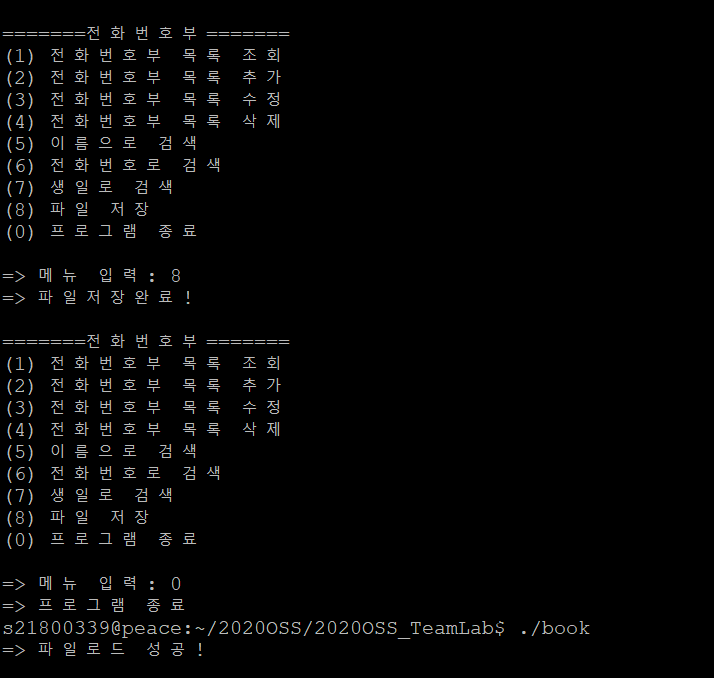 =======전화번호부=======
(1) 전화번호부 목록 조회
(2) 전화번호부 목록 추가
(3) 전화번호부 목록 수정
(4) 전화번호부 목록 삭제
(5) 이름으로 검색
(6) 전화번호로 검색
(7) 생일로 검색
(8) 파일 저장
(0) 프로그램 종료
=> 메뉴 입력: 8
=> 파일저장완료!
=======전화번호부=======
(1) 전화번호부 목록 조회
(2) 전화번호부 목록 추가
(3) 전화번호부 목록 수정
(4) 전화번호부 목록 삭제
(5) 이름으로 검색
(6) 전화번호로 검색
(7) 생일로 검색
(8) 파일 저장
(0) 프로그램 종료
=> 메뉴 입력: 0
=> 프로그램 종료
s21800339@peace:~/2020OSS/2020OSS_TeamLab$ ./book
=> 파일로드 성공!